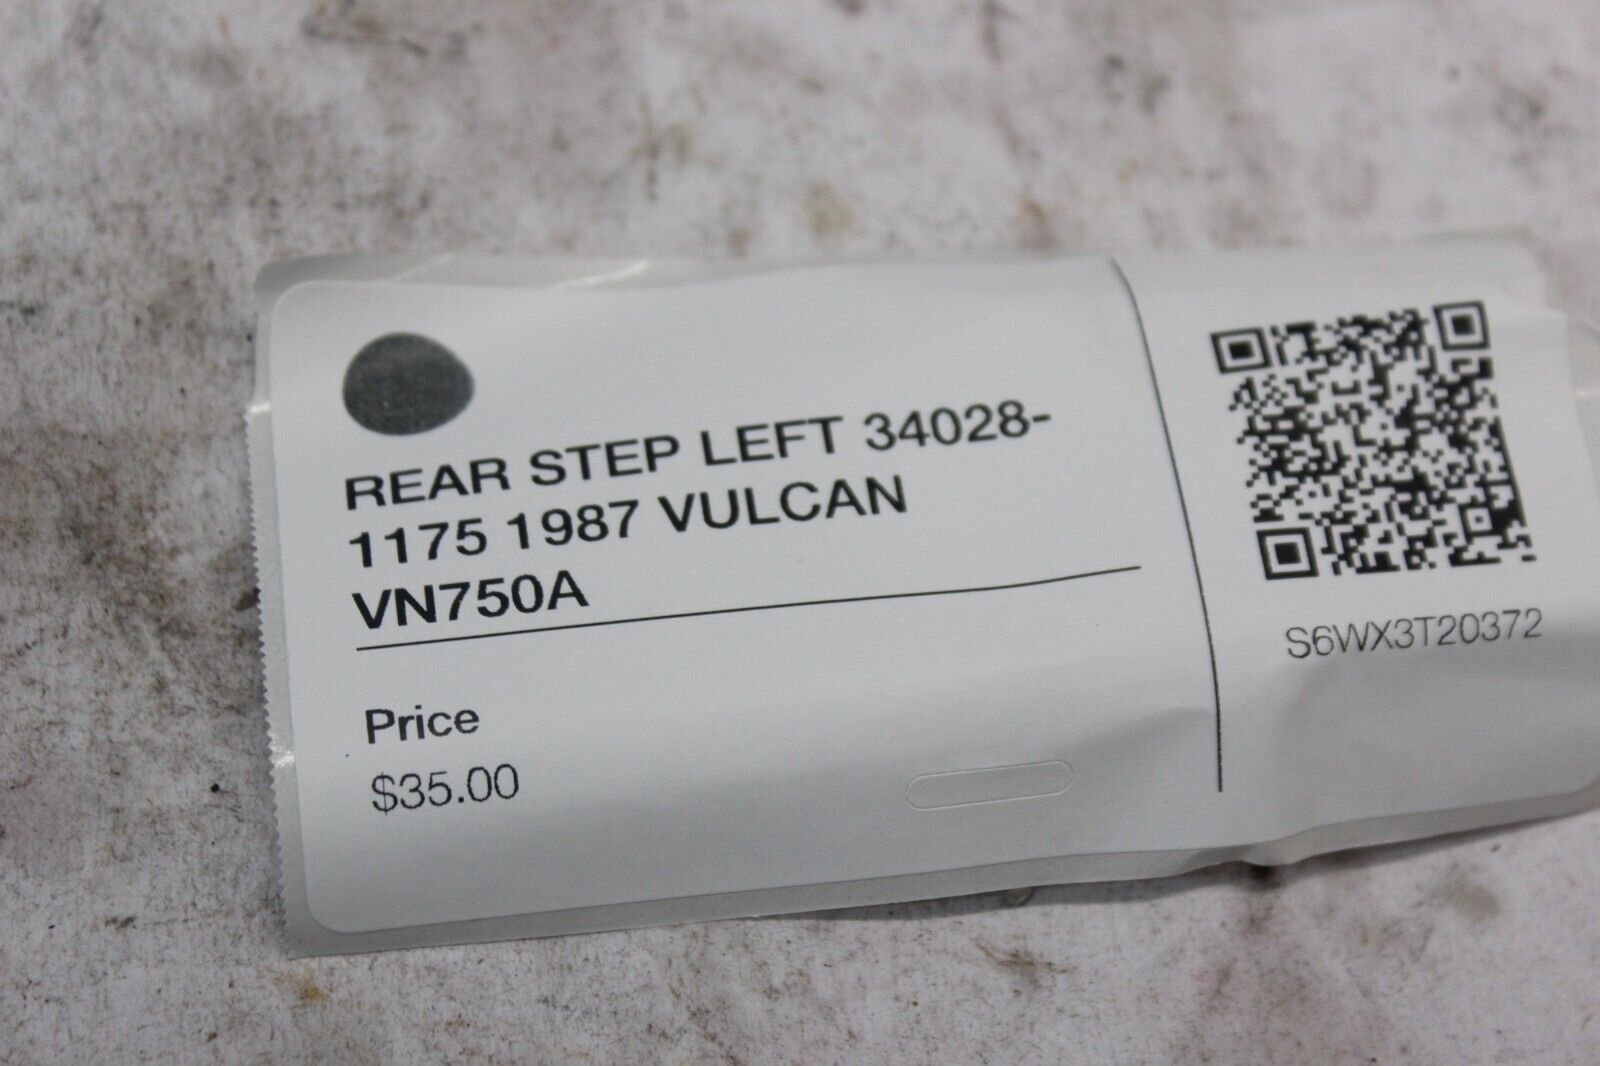 REAR STEP LEFT 34028-
1175 1987 VULCAN
VN750A
Price
$35.00
S6WX3T20372